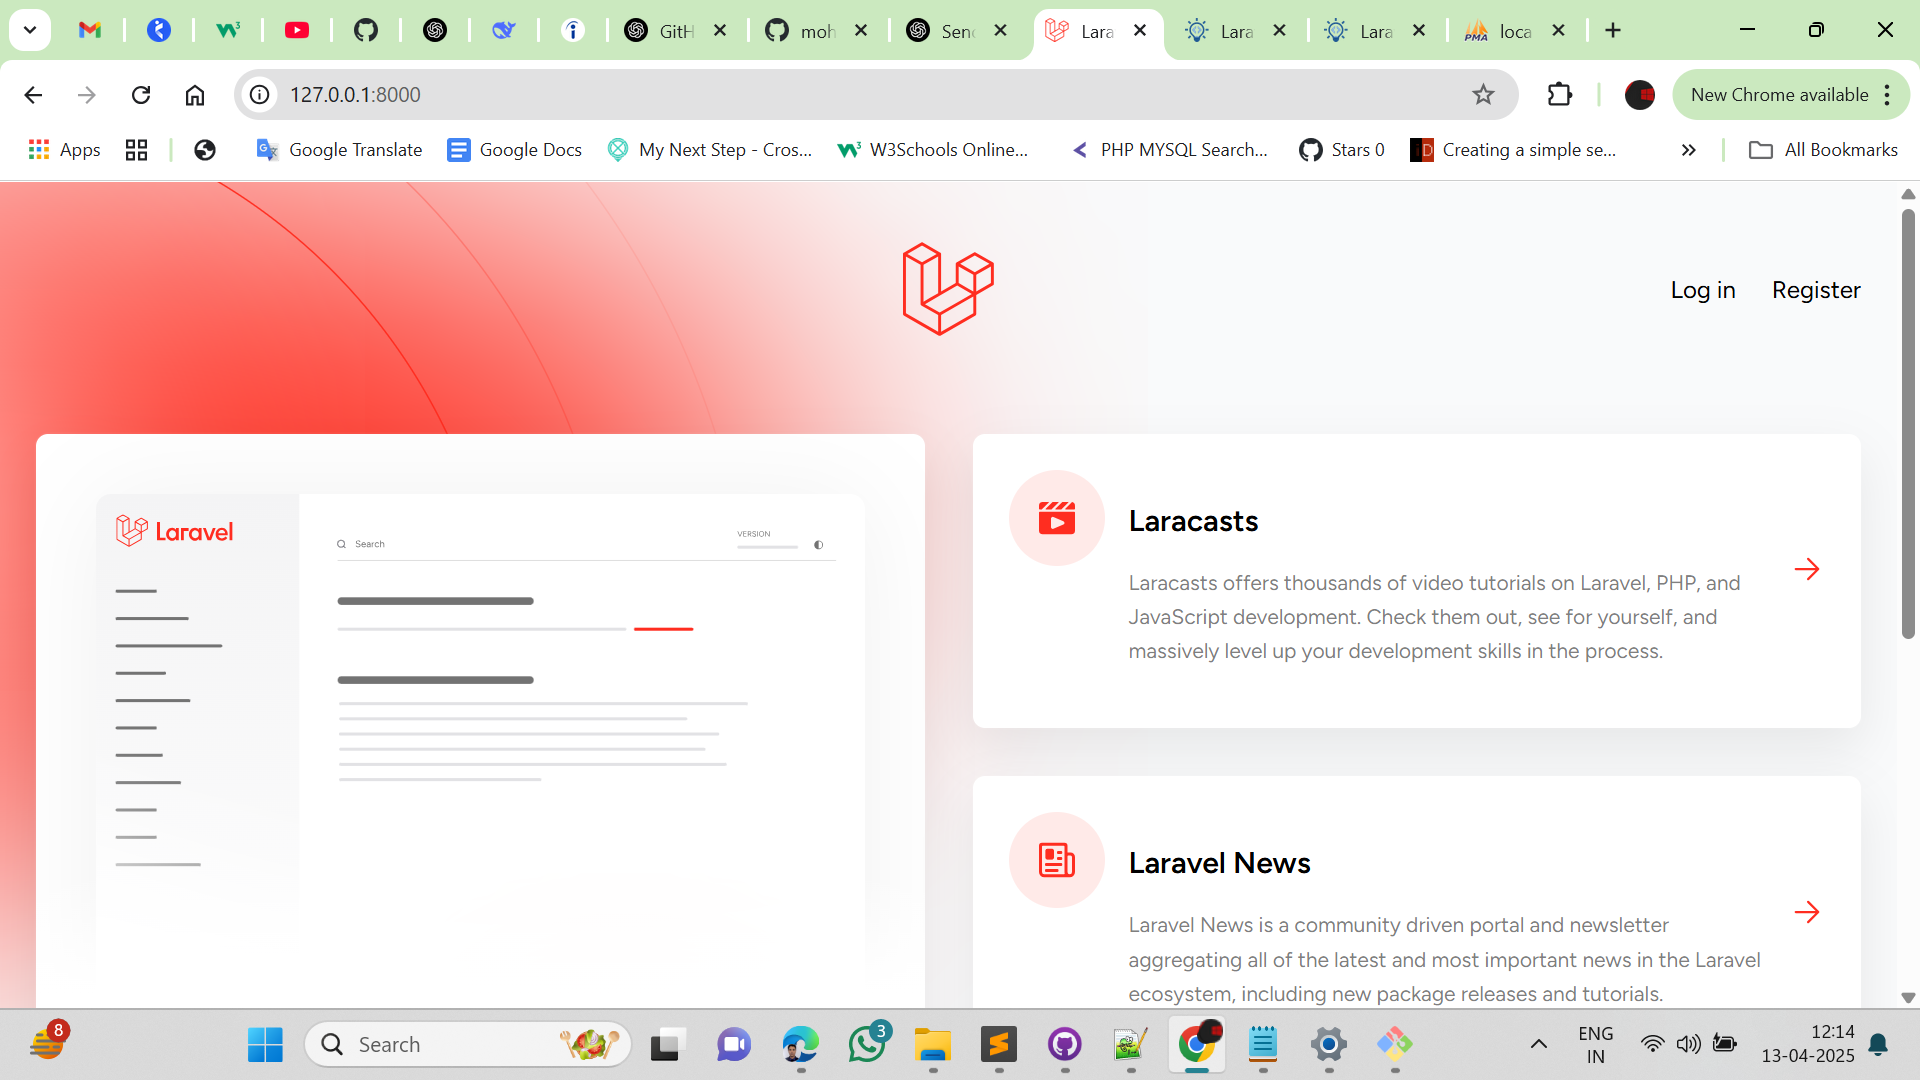 GitH
moh
Send
Lara
Lara
Lara
loca
127.0.0.1:8000
New Chrome available
Apps
Google Translate
Google Docs
My Next Step - Cros...
W3Schools Online...
PHP MYSQL Search...
Stars 0
Creating a simple se...
All Bookmarks
Log in
Register
Laravel
Search
VERSION
Laracasts
Laracasts offers thousands of video tutorials on Laravel, PHP, and
JavaScript development. Check them out, see for yourself, and
massively level up your development skills in the process.
Laravel News
Laravel News is a community driven portal and newsletter
aggregating all of the latest and most important news in the Laravel
ecosystem, including new package releases and tutorials.
8
Search
3
ENG
IN
12:14
13-04-2025